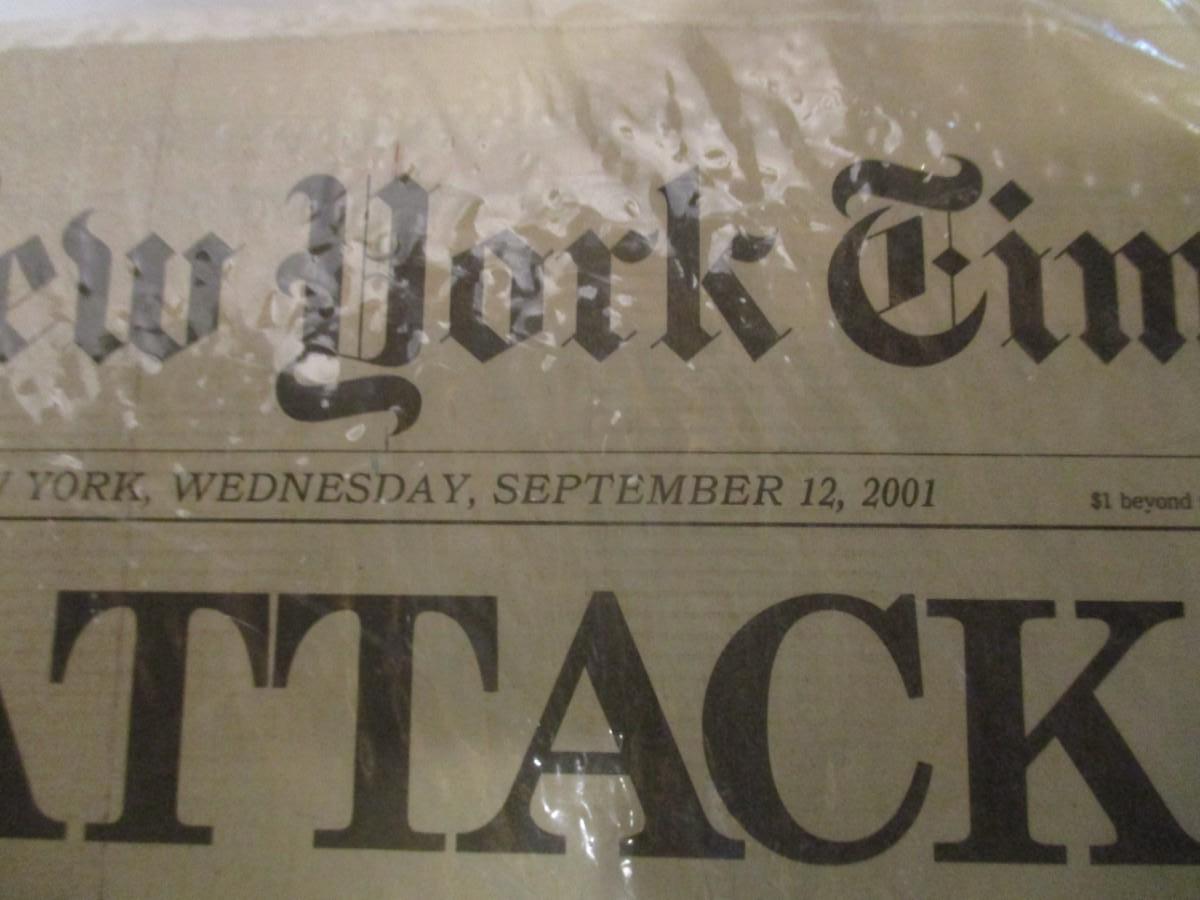 ew York Tim
YORK, WEDNESDAY, SEPTEMBER 12, 2001
$1 beyond
ATTACK